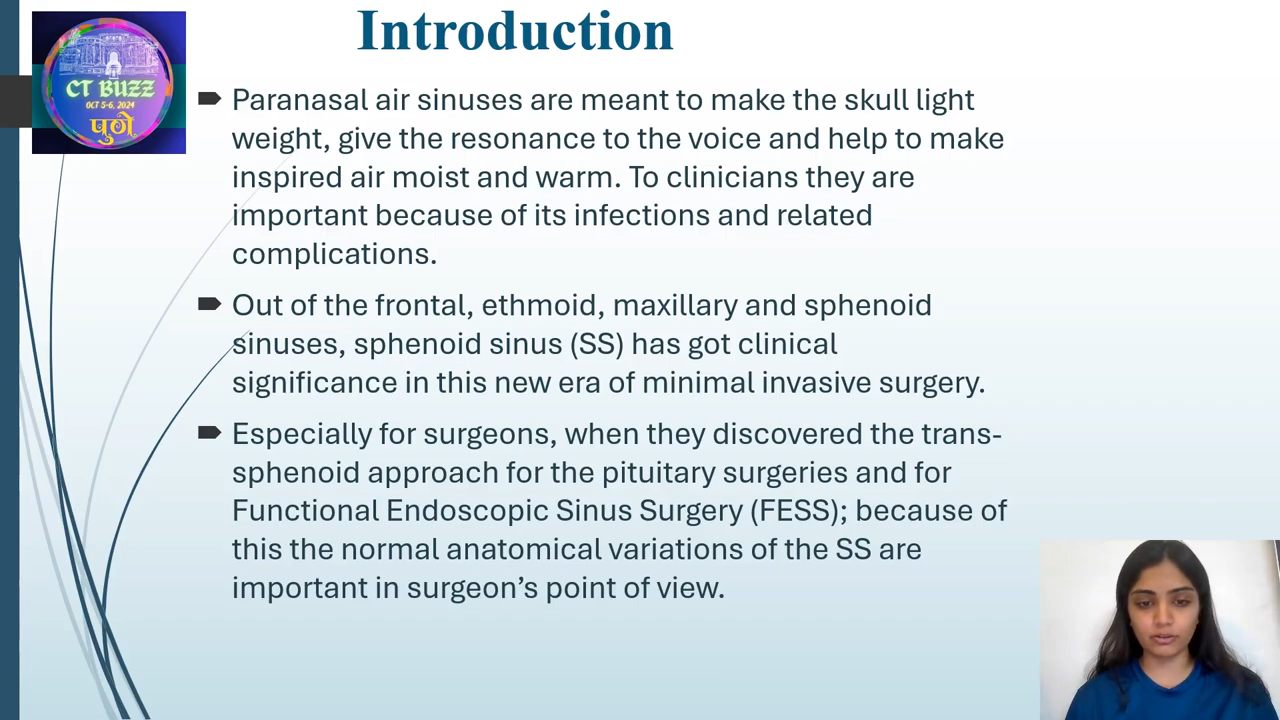 Introduction
CT BUZZ
OCT 5-6, 2024
पुणे
Paranasal air sinuses are meant to make the skull light
weight, give the resonance to the voice and help to make
inspired air moist and warm. To clinicians they are
important because of its infections and related
complications.
Out of the frontal, ethmoid, maxillary and sphenoid
sinuses, sphenoid sinus (SS) has got clinical
significance in this new era of minimal invasive surgery.
Especially for surgeons, when they discovered the trans-
sphenoid approach for the pituitary surgeries and for
Functional Endoscopic Sinus Surgery (FESS); because of
this the normal anatomical variations of the SS are
important in surgeon’s point of view.